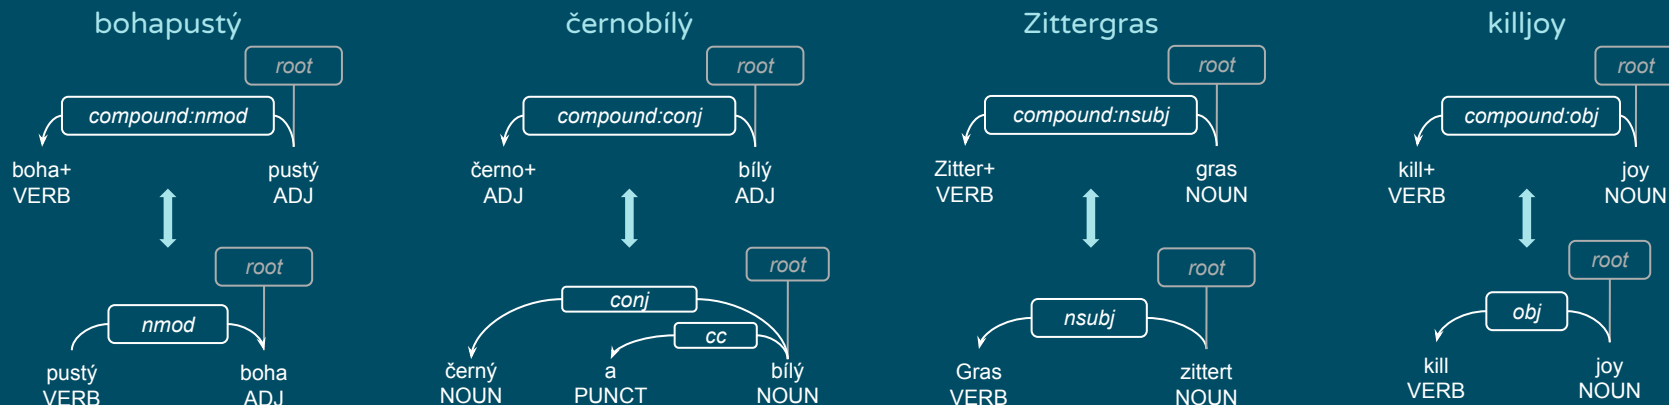 bohapustý
root
compound:nmod
boha+
VERB
pustý
ADJ
root
nmod
pustý
VERB
boha
ADJ
černobílý
root
compound:conj
černo+
ADJ
bílý
ADJ
root
conj
cc
černý
NOUN
a
PUNCT
bílý
NOUN
Zittergras
root
compound:nsubj
Zitter+
VERB
gras
NOUN
root
nsubj
Gras
VERB
zittert
NOUN
killjoy
root
compound:obj
kill+
VERB
joy
NOUN
root
obj
kill
VERB
joy
NOUN